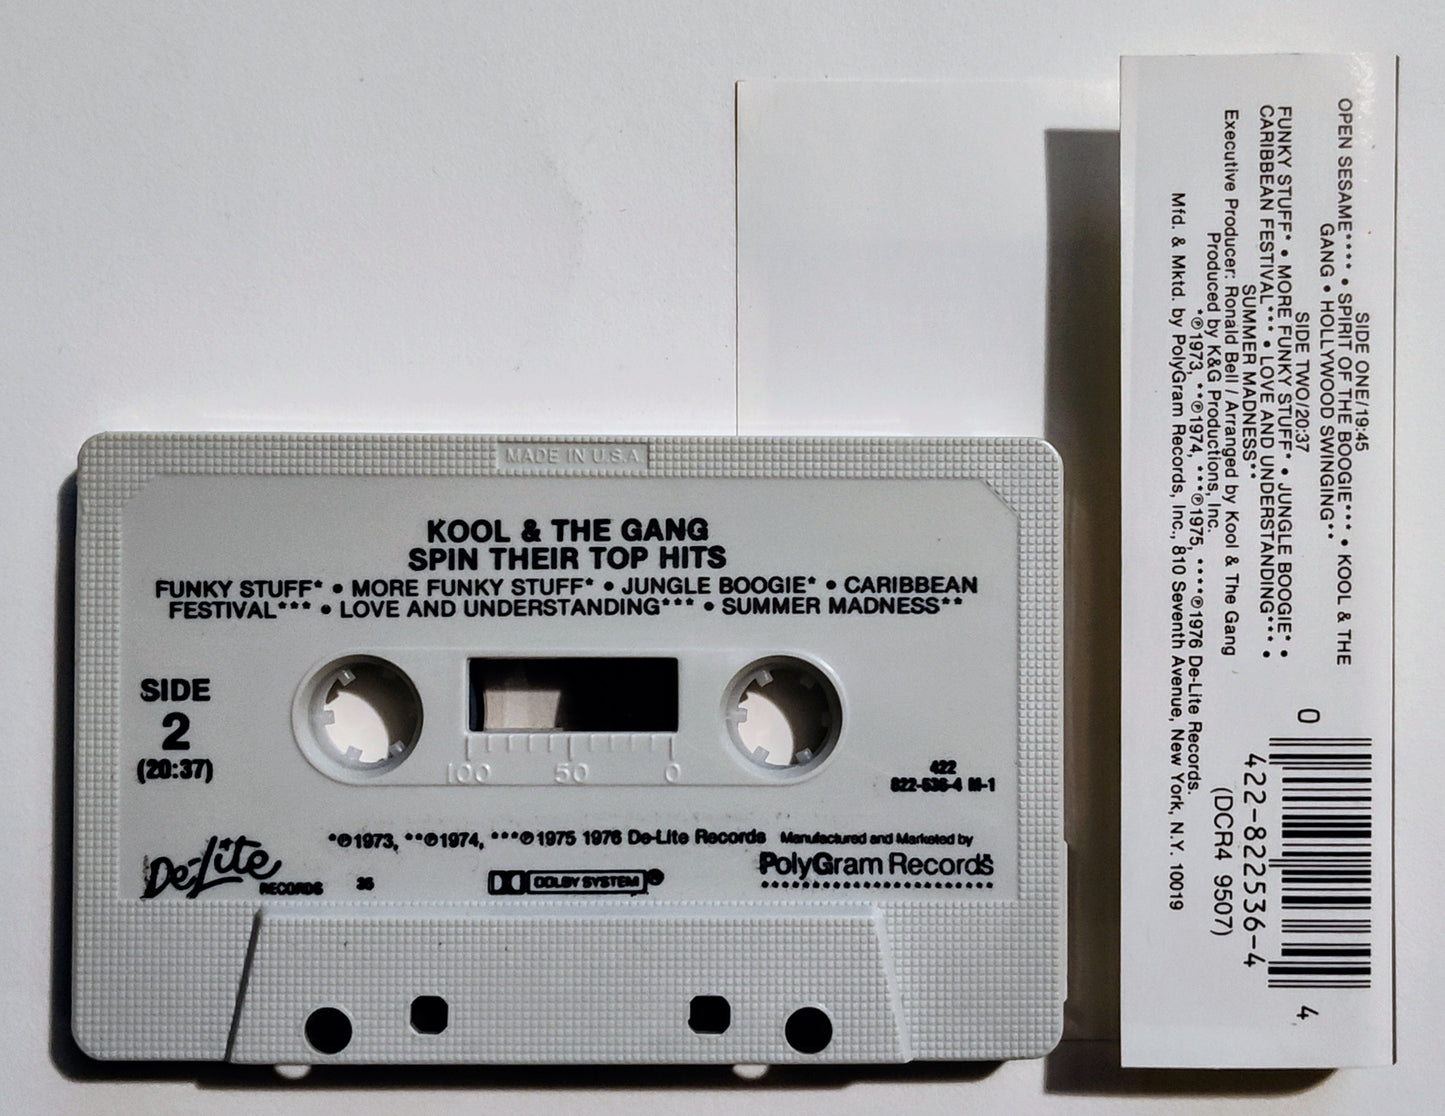 MADE IN U.S.A.
KOOL & THE GANG
SPIN THEIR TOP HITS
FUNKY STUFF* • MORE FUNKY STUFF* • JUNGLE BOOGIE* • CARIBBEAN
FESTIVAL*** • LOVE AND UNDERSTANDING*** • SUMMER MADNESS**
SIDE
2
(20:37)
100 50 0
422
822-536-4 M-1
*℗1973, **℗1974, ***℗1975 1976 De-Lite Records Manufactured and Marketed by
De-Lite
RECORDS
36
DOLBY SYSTEM®
PolyGram Records
SIDE ONE/19:45
OPEN SESAME**** • SPIRIT OF THE BOOGIE*** • KOOL & THE
GANG • HOLLYWOOD SWINGING**
SIDE TWO/20:37
FUNKY STUFF* • MORE FUNKY STUFF* • JUNGLE BOOGIE* •
CARIBBEAN FESTIVAL*** • LOVE AND UNDERSTANDING*** •
SUMMER MADNESS**
Executive Producer: Ronald Bell / Arranged by Kool & The Gang
Produced by K&G Productions, Inc.
*℗1973, **℗1974, ***℗1975, ****℗1976 De-Lite Records.
Mfd. & Mktd. by PolyGram Records, Inc., 810 Seventh Avenue, New York, N.Y. 10019
0
4
422-822536-4
(DCR4 9507)